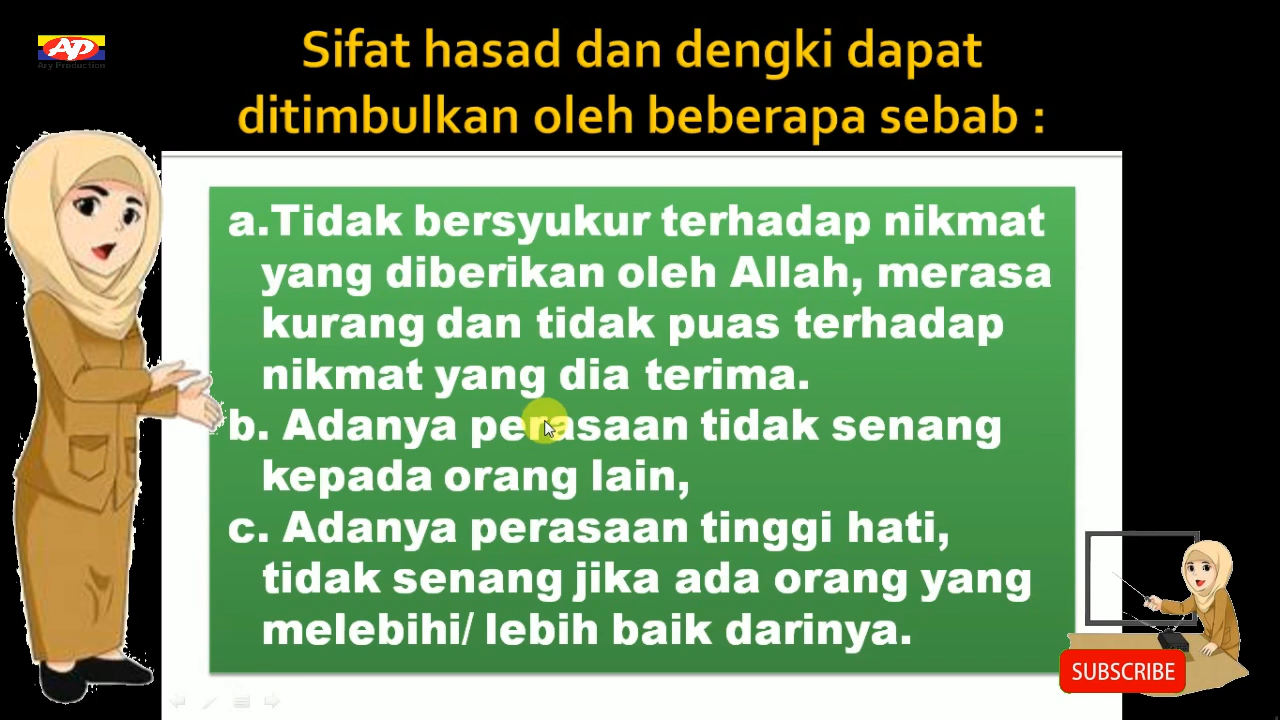 AP
Ary Production
Sifat hasad dan dengki dapat
ditimbulkan oleh beberapa sebab :
a.Tidak bersyukur terhadap nikmat
yang diberikan oleh Allah, merasa
kurang dan tidak puas terhadap
nikmat yang dia terima.
b. Adanya perasaan tidak senang
kepada orang lain,
c. Adanya perasaan tinggi hati,
tidak senang jika ada orang yang
melebihi/ lebih baik darinya.
SUBSCRIBE